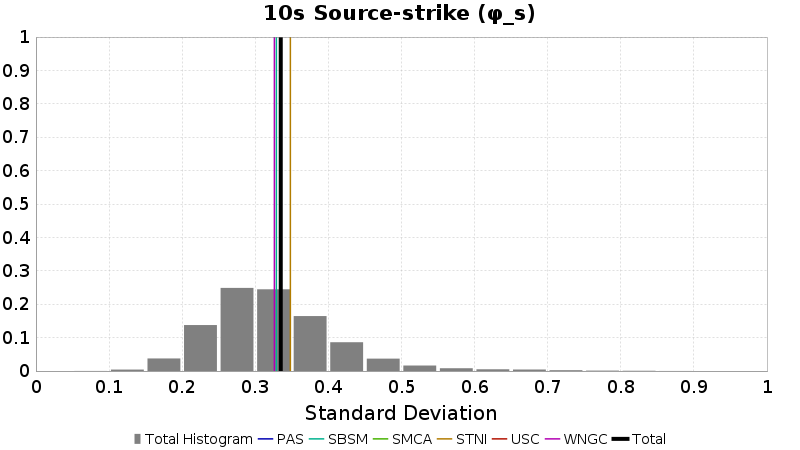 10s Source-strike (φ_s)
1
0.9
0.8
0.7
0.6
0.5
0.4
0.3
0.2
0.1
0
0 0.1 0.2 0.3 0.4 0.5 0.6 0.7 0.8 0.9 1
Standard Deviation
Total Histogram PAS SBSM SMCA STNI USC WNGC Total